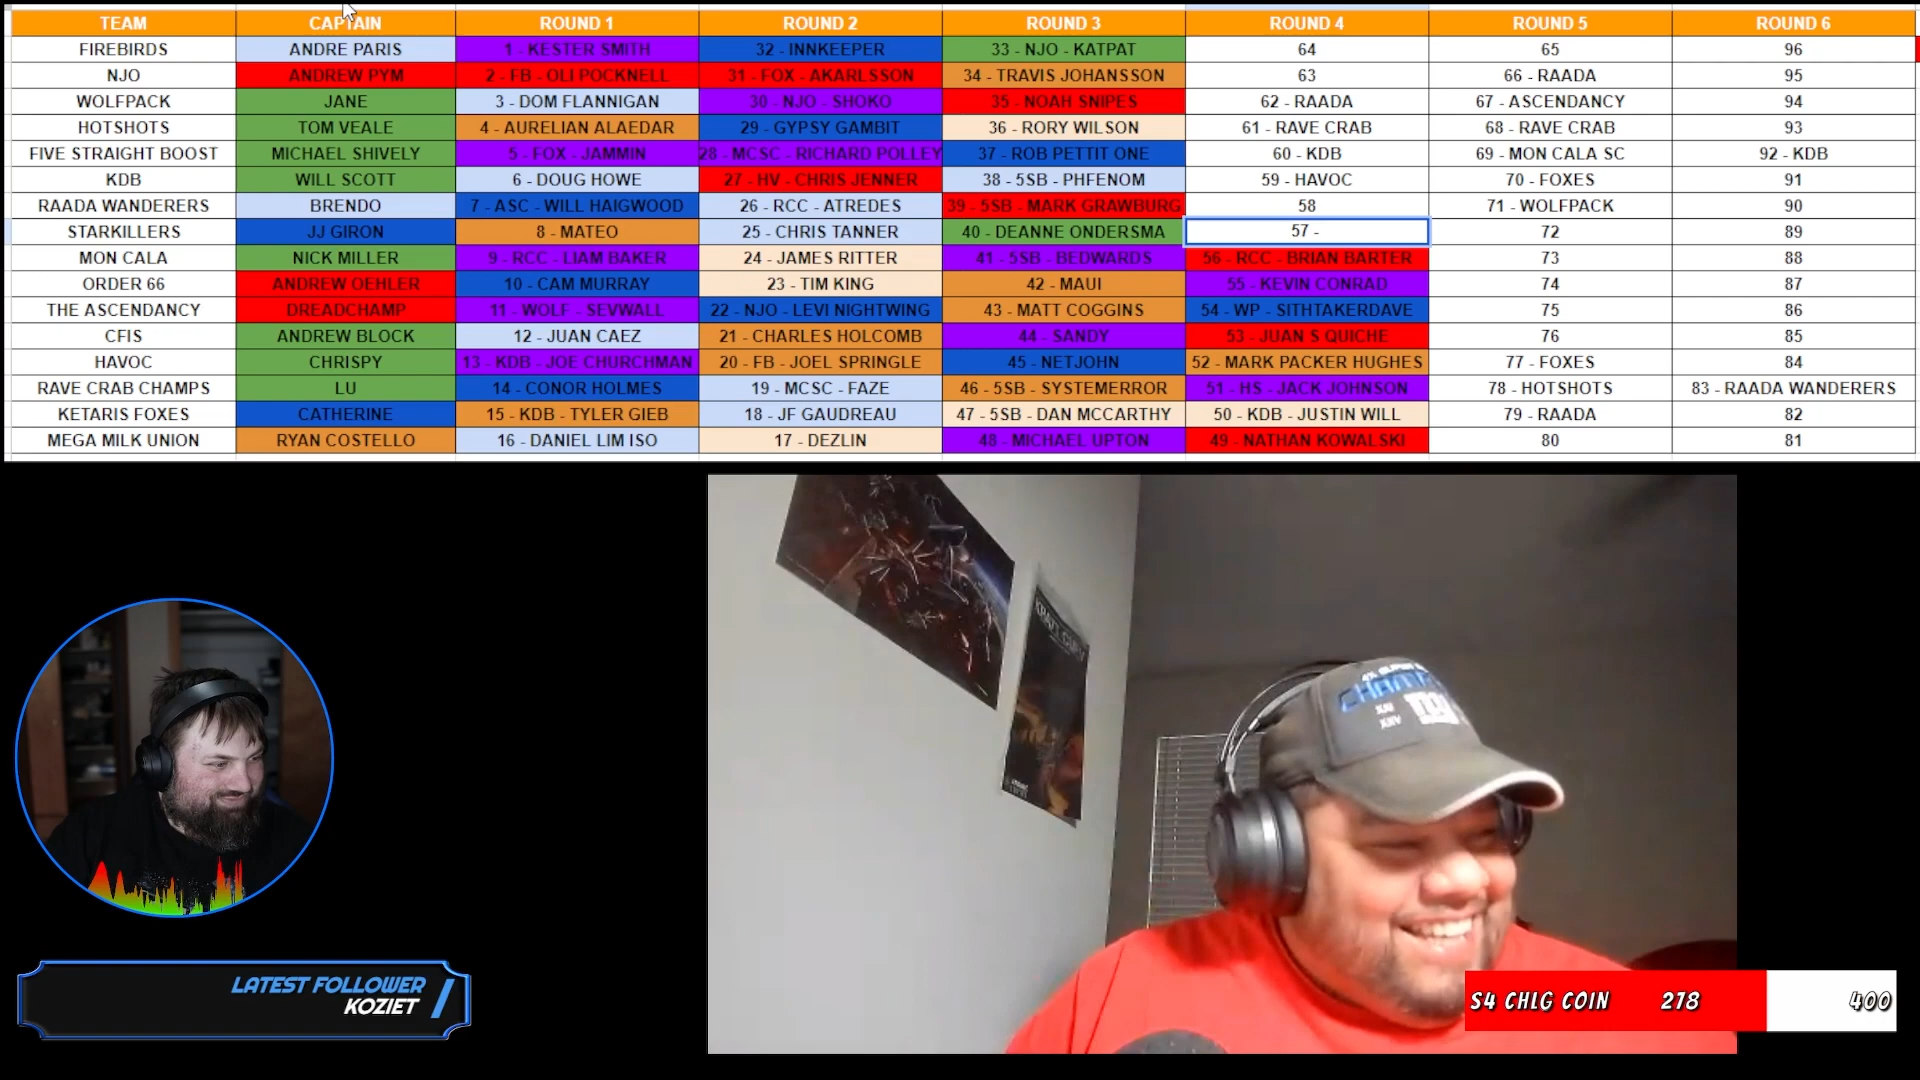 TEAM CAPTAIN ROUND 1 ROUND 2 ROUND 3 ROUND 4 ROUND 5 ROUND 6
FIREBIRDS ANDRE PARIS 1 - KESTER SMITH 32 - INNKEEPER 33 - NJO - KATPAT 64 65 96
NJO ANDREW PYM 2 - FB - OLI POCKNELL 31 - FOX - AKARLSSON 34 - TRAVIS JOHANSSON 63 66 - RAADA 95
WOLFPACK JANE 3 - DOM FLANNIGAN 30 - NJO - SHOKO 35 - NOAH SNIPES 62 - RAADA 67 - ASCENDANCY 94
HOTSHOTS TOM VEALE 4 - AURELIAN ALAEDAR 29 - GYPSY GAMBIT 36 - RORY WILSON 61 - RAVE CRAB 68 - RAVE CRAB 93
FIVE STRAIGHT BOOST MICHAEL SHIVELY 5 - FOX - JAMMIN 28 - MCSC - RICHARD POLLEY 37 - ROB PETTIT ONE 60 - KDB 69 - MON CALA SC 92 - KDB
KDB WILL SCOTT 6 - DOUG HOWE 27 - HV - CHRIS JENNER 38 - 5SB - PHFENOM 59 - HAVOC 70 - FOXES 91
RAADA WANDERERS BRENDO 7 - ASC - WILL HAIGWOOD 26 - RCC - ATREDES 39 - 5SB - MARK GRAWBURG 58 71 - WOLFPACK 90
STARKILLERS JJ GIRON 8 - MATEO 25 - CHRIS TANNER 40 - DEANNE ONDERSMA 57 - 72 89
MON CALA NICK MILLER 9 - RCC - LIAM BAKER 24 - JAMES RITTER 41 - 5SB - BEDWARDS 56 - RCC - BRIAN BARTER 73 88
ORDER 66 ANDREW OEHLER 10 - CAM MURRAY 23 - TIM KING 42 - MAUI 55 - KEVIN CONRAD 74 87
THE ASCENDANCY DREADCHAMP 11 - WOLF - SEVWALL 22 - NJO - LEVI NIGHTWING 43 - MATT COGGINS 54 - WP - SITHTAKERDAVE 75 86
CFIS ANDREW BLOCK 12 - JUAN CAEZ 21 - CHARLES HOLCOMB 44 - SANDY 53 - JUAN S QUICHE 76 85
HAVOC CHRISPY 13 - KDB - JOE CHURCHMAN 20 - FB - JOEL SPRINGLE 45 - NETJOHN 52 - MARK PACKER HUGHES 77 - FOXES 84
RAVE CRAB CHAMPS LU 14 - CONOR HOLMES 19 - MCSC - FAZE 46 - 5SB - SYSTEMERROR 51 - HS - JACK JOHNSON 78 - HOTSHOTS 83 - RAADA WANDERERS
KETARIS FOXES CATHERINE 15 - KDB - TYLER GIEB 18 - JF GAUDREAU 47 - 5SB - DAN MCCARTHY 50 - KDB - JUSTIN WILL 79 - RAADA 82
MEGA MILK UNION RYAN COSTELLO 16 - DANIEL LIM ISO 17 - DEZLIN 48 - MICHAEL UPTON 49 - NATHAN KOWALSKI 80 81
XXI
XXV
LATEST FOLLOWER
KOZIET
S4 CHLG COIN 278 400